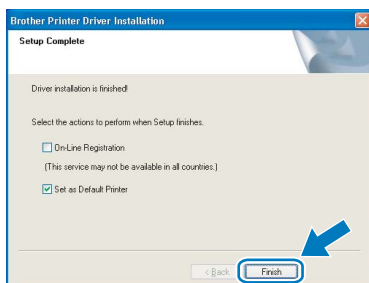 Brother Printer Driver Installation
Setup Complete
Driver installation is finished!
Select the actions to perform when Setup finishes.
On-Line Registration
(This service may not be available in all countries.)
Set as Default Printer
< Back
Finish